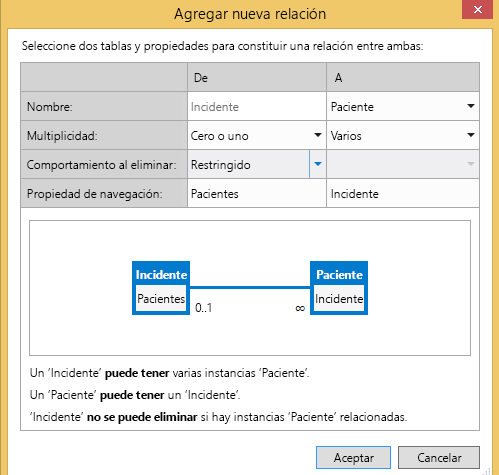 Agregar nueva relación
Seleccione dos tablas y propiedades para constituir una relación entre ambas:
De A
Nombre: Incidente Paciente
Multiplicidad: Cero o uno Varios
Comportamiento al eliminar: Restringido
Propiedad de navegación: Pacientes Incidente
Incidente Paciente
Pacientes Incidente
0..1 ∞
Un 'Incidente' puede tener varias instancias 'Paciente'.
Un 'Paciente' puede tener un 'Incidente'.
'Incidente' no se puede eliminar si hay instancias 'Paciente' relacionadas.
Aceptar Cancelar